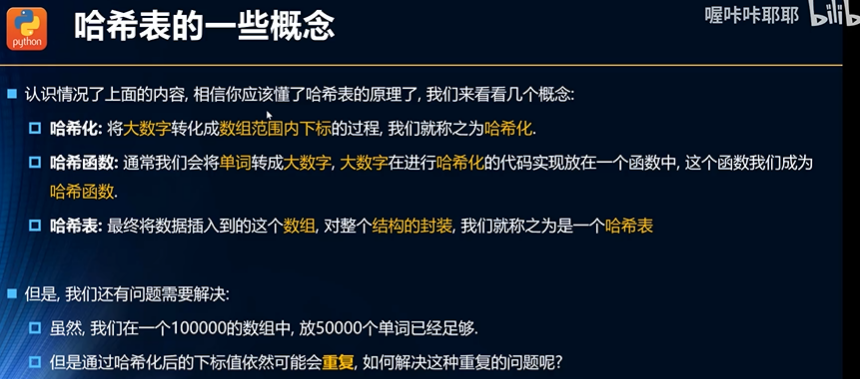 python
哈希表的一些概念
喔咔咔耶耶 bilib
认识情况了上面的内容, 相信你应该懂了哈希表的原理了, 我们来看看几个概念:
哈希化: 将大数字转化成数组范围内下标的过程, 我们就称之为哈希化.
哈希函数: 通常我们会将单词转成大数字, 大数字在进行哈希化的代码实现放在一个函数中, 这个函数我们成为
哈希函数.
哈希表: 最终将数据插入到的这个数组, 对整个结构的封装, 我们就称之为是一个哈希表
但是, 我们还有问题需要解决:
虽然, 我们在一个100000的数组中, 放50000个单词已经足够.
但是通过哈希化后的下标值依然可能会重复, 如何解决这种重复的问题呢?